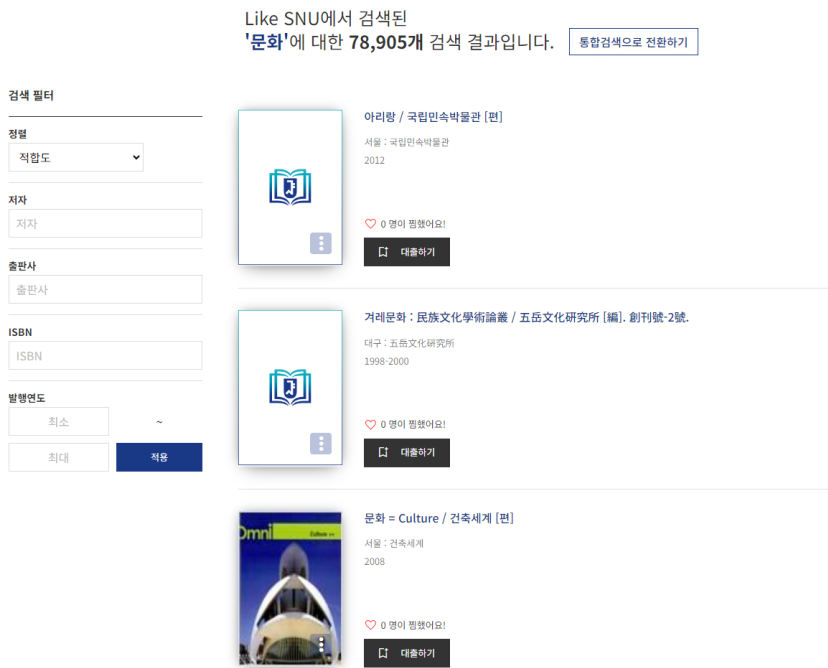 Like SNU에서 검색된
'문화'에 대한 78,905개 검색 결과입니다.
통합검색으로 전환하기
검색 필터
정렬
적합도
저자
저자
출판사
출판사
ISBN
ISBN
발행연도
최소
~
최대
적용
아리랑 / 국립민속박물관 [편]
서울 : 국립민속박물관
2012
0 명이 찜했어요!
대출하기
겨레문화 : 民族文化學術論叢 / 五岳文化硏究所 [編]. 創刊號-2號.
대구 : 五岳文化硏究所
1998-2000
0 명이 찜했어요!
대출하기
Omni
Culture
문화 = Culture / 건축세계 [편]
서울 : 건축세계
2008
0 명이 찜했어요!
대출하기